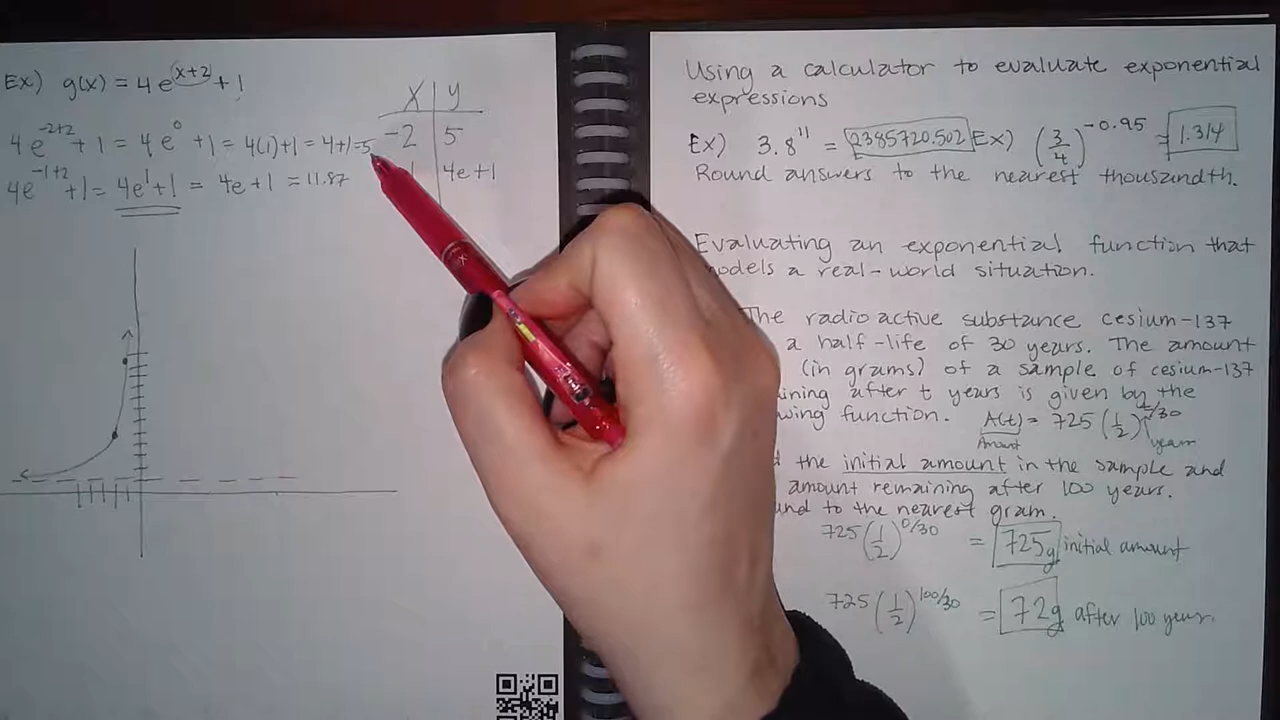 Ex) g(x) = 4e^(x+2) + 1
x | y
4e^-2+2 + 1 = 4e^0 + 1 = 4(1)+1 = 4+1=5
-2 | 5
4e^-1+2 + 1 = 4e^1 + 1 = 4e + 1 = 11.87
1 | 4e+1
Using a calculator to evaluate exponential
expressions
Ex) 3.8^11 = 2385720.502 Ex) (3/4)^-0.95 = 1.314
Round answers to the nearest thousandth.
Evaluating an exponential function that
models a real-world situation.
The radioactive substance cesium-137
a half-life of 30 years. The amount
(in grams) of a sample of cesium-137
after t years is given by the
function. A(t) = 725 (1/2)^t/30
Amount years
the initial amount in the sample and
amount remaining after 100 years.
to the nearest gram.
725 (1/2)^0/30 = 725g initial amount
725 (1/2)^100/30 = 72g after 100 years.